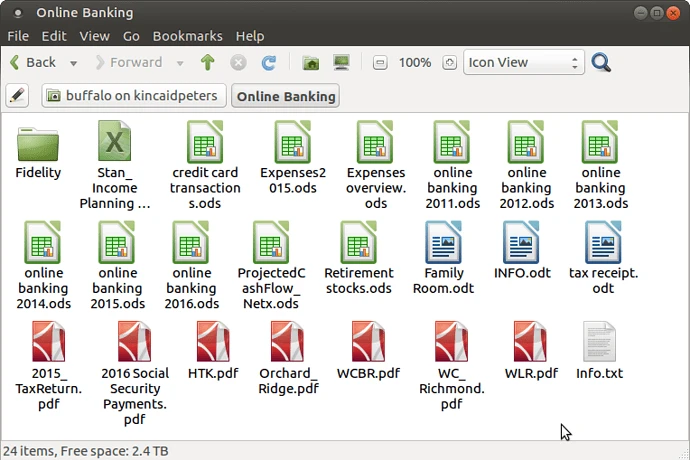 Online Banking
File Edit View Go Bookmarks Help
Back Forward 100% Icon View
buffalo on kincaidpeters Online Banking
Fidelity
Stan_
Income
Planning ...
credit card
transaction
s.ods
Expenses2
015.ods
Expenses
overview.
ods
online
banking
2011.ods
online
banking
2012.ods
online
banking
2013.ods
online
banking
2014.ods
online
banking
2015.ods
online
banking
2016.ods
ProjectedC
ashFlow_
Netx.ods
Retirement
stocks.ods
Family
Room.odt
INFO.odt
tax receipt.
odt
2015_
TaxReturn.
pdf
2016 Social
Security
Payments.
pdf
HTK.pdf
Orchard_
Ridge.pdf
WCBR.pdf
WC_
Richmond.
pdf
WLR.pdf
Info.txt
24 items, Free space: 2.4 TB